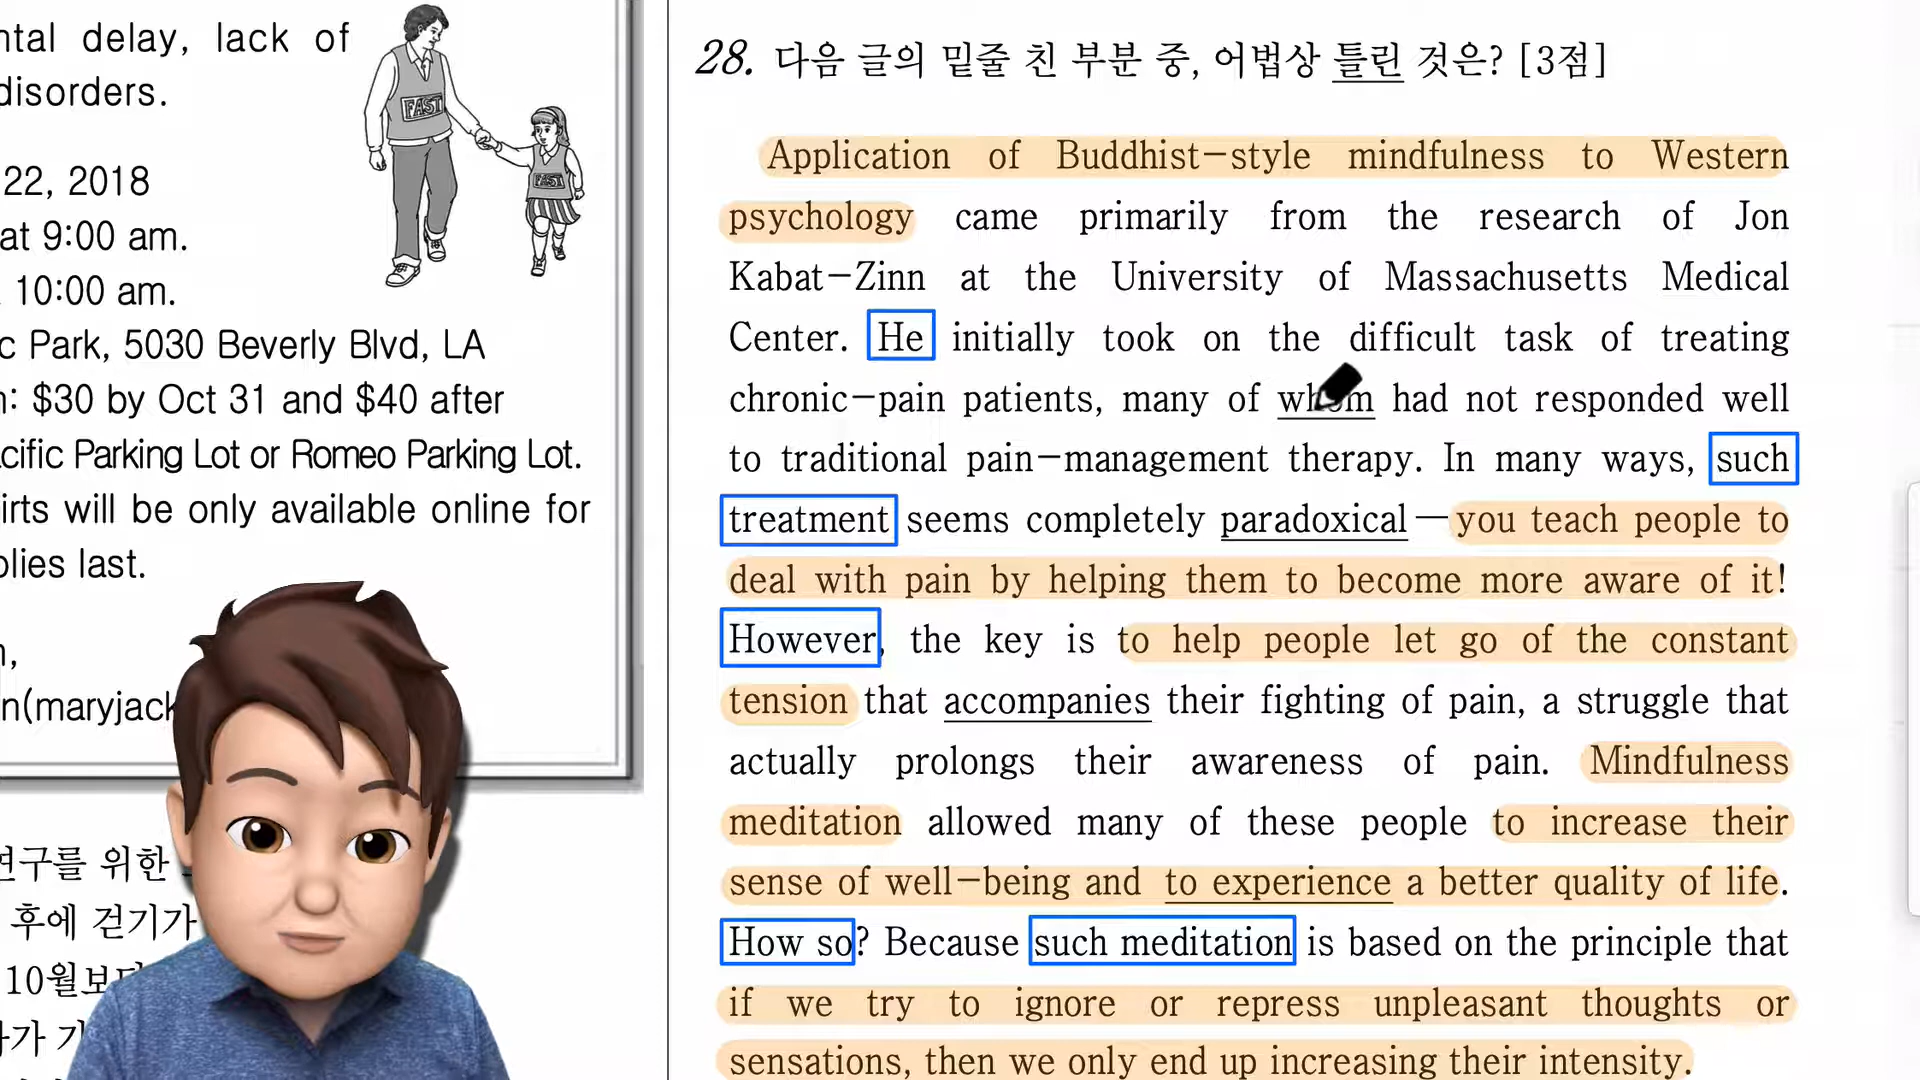 ntal delay, lack of
disorders.
FAST
FAST
22, 2018
at 9:00 am.
10:00 am.
c Park, 5030 Beverly Blvd, LA
: $30 by Oct 31 and $40 after
cific Parking Lot or Romeo Parking Lot.
irts will be only available online for
plies last.
n(maryjack
연구를 위한
후에 걷기가
10월보다
가 기
28. 다음 글의 밑줄 친 부분 중, 어법상 틀린 것은? [3점]
Application of Buddhist-style mindfulness to Western
psychology came primarily from the research of Jon
Kabat-Zinn at the University of Massachusetts Medical
Center. He initially took on the difficult task of treating
chronic-pain patients, many of whom had not responded well
to traditional pain-management therapy. In many ways, such
treatment seems completely paradoxical—you teach people to
deal with pain by helping them to become more aware of it!
However, the key is to help people let go of the constant
tension that accompanies their fighting of pain, a struggle that
actually prolongs their awareness of pain. Mindfulness
meditation allowed many of these people to increase their
sense of well-being and to experience a better quality of life.
How so? Because such meditation is based on the principle that
if we try to ignore or repress unpleasant thoughts or
sensations, then we only end up increasing their intensity.